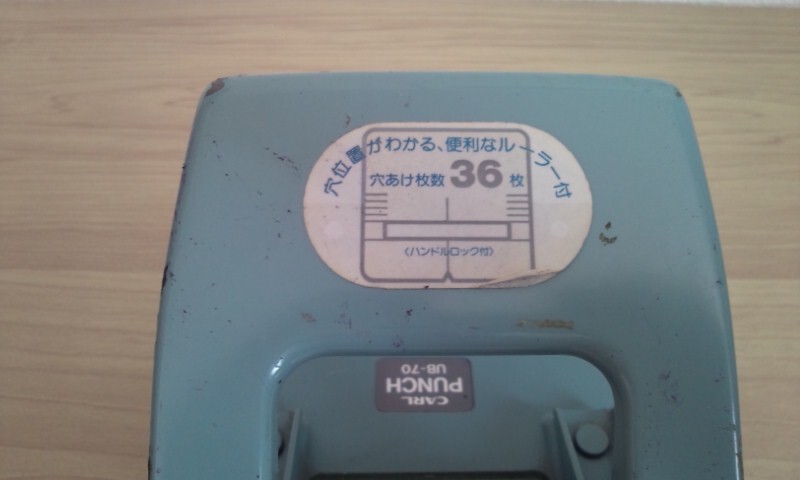 穴位置がわかる、便利なルーラー付
穴あけ枚数 36 枚
〈ハンドルロック付〉
CARL
PUNCH
UB-70